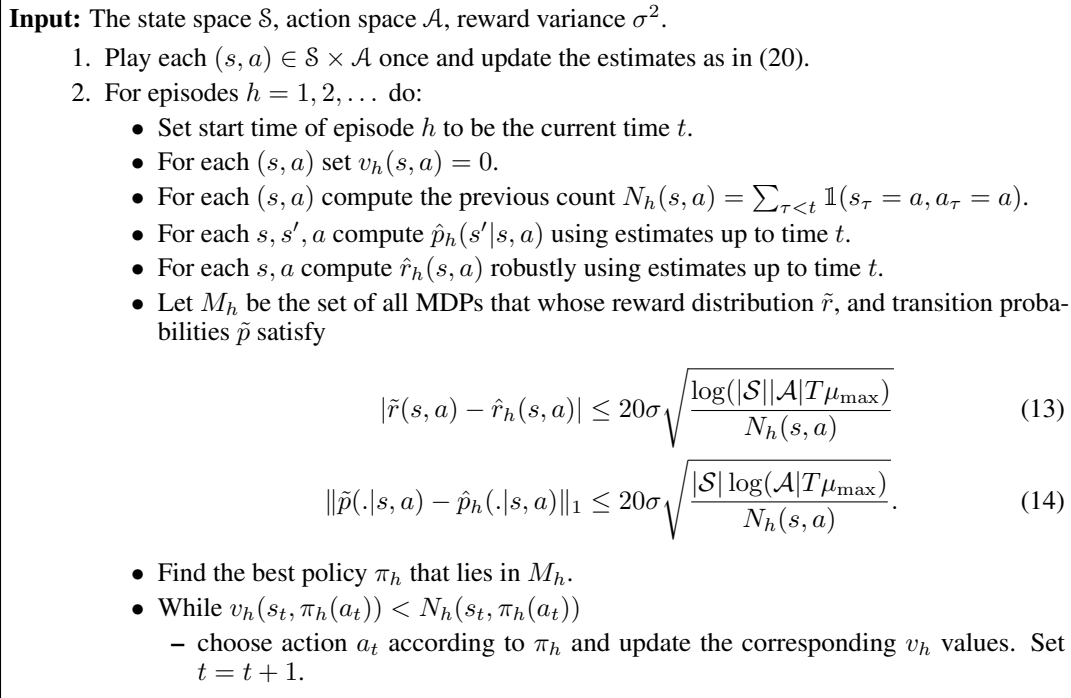 Input: The state space 𝒮, action space 𝒜, reward variance σ².
1. Play each (s, a) ∈ 𝒮 × 𝒜 once and update the estimates as in (20).
2. For episodes h = 1, 2, . . . do:
• Set start time of episode h to be the current time t.
• For each (s, a) set v_h(s, a) = 0.
• For each (s, a) compute the previous count N_h(s, a) = ∑_{τ<t} 𝟙(s_τ = a, a_τ = a).
• For each s, s′, a compute p̂_h(s′|s, a) using estimates up to time t.
• For each s, a compute r̂_h(s, a) robustly using estimates up to time t.
• Let M_h be the set of all MDPs that whose reward distribution r̃, and transition proba-
bilities p̃ satisfy
|r̃(s, a) − r̂_h(s, a)| ≤ 20σ√(log(|𝒮||𝒜|Tμ_max) / N_h(s, a)) (13)
‖p̃(.|s, a) − p̂_h(.|s, a)‖₁ ≤ 20σ√(|𝒮| log(𝒜|Tμ_max) / N_h(s, a)). (14)
• Find the best policy π_h that lies in M_h.
• While v_h(s_t, π_h(a_t)) < N_h(s_t, π_h(a_t))
– choose action a_t according to π_h and update the corresponding v_h values. Set
t = t + 1.